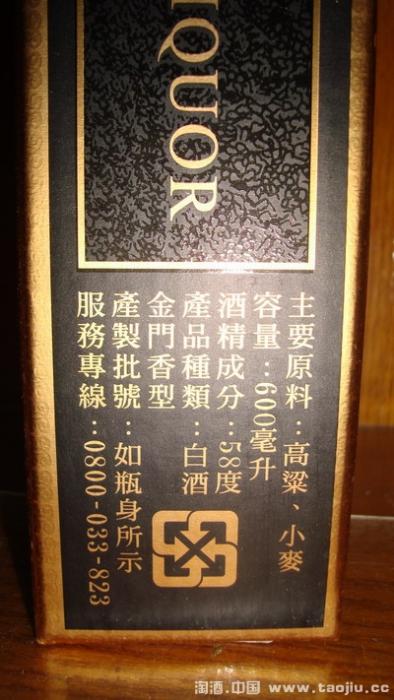 IQUOR
主要原料：高粱、小麥
容量：600毫升
酒精成分：58度
產品種類：白酒
金門香型
產製批號：如瓶身所示
服務專線：0800-033-823
淘酒.中国 www.taojiu.cc